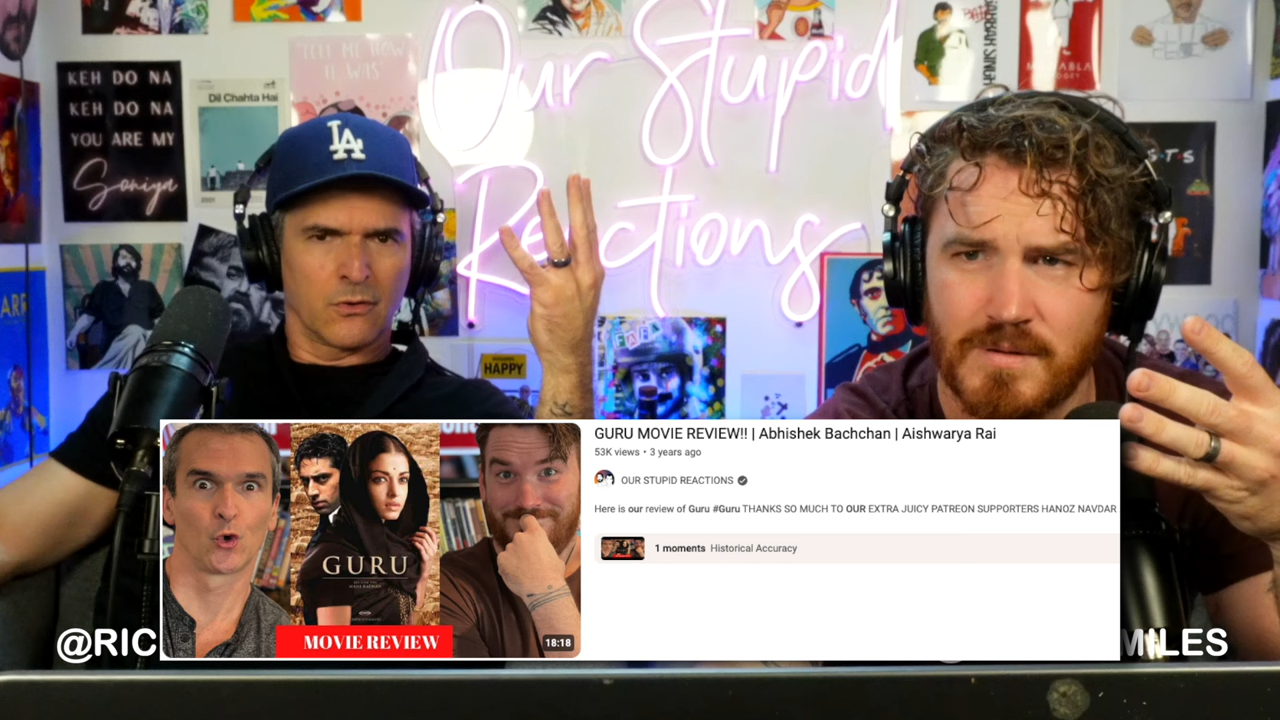 Our Stupid
Reactions
KEH DO NA
KEH DO NA
YOU ARE MY
Soniya
Dil Chahta Hai
2001
TELL ME HOW
IT WAS
LA
HAPPY
GURU
MOVIE REVIEW
18:18
GURU MOVIE REVIEW!! | Abhishek Bachchan | Aishwarya Rai
53K views • 3 years ago
OUR STUPID REACTIONS
Here is our review of Guru #Guru THANKS SO MUCH TO OUR EXTRA JUICY PATREON SUPPORTERS HANOZ NAVDAR
1 moments Historical Accuracy
@RIC
MILES